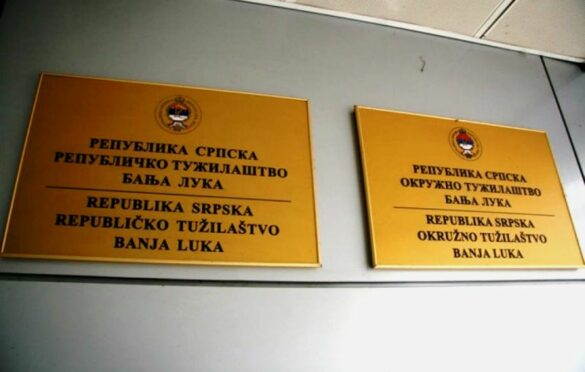 РЕПУБЛИКА СРПСКА
РЕПУБЛИЧКО ТУЖИЛАШТВО
БАЊА ЛУКА
REPUBLIKA SRPSKA
REPUBLIČKO TUŽILAŠTVO
BANJA LUKA
РЕПУБЛИКА СРПСКА
ОКРУЖНО ТУЖИЛАШТВО
БАЊА ЛУКА
REPUBLIKA SRPSKA
OKRUŽNO TUŽILAŠTVO
BANJA LUKA